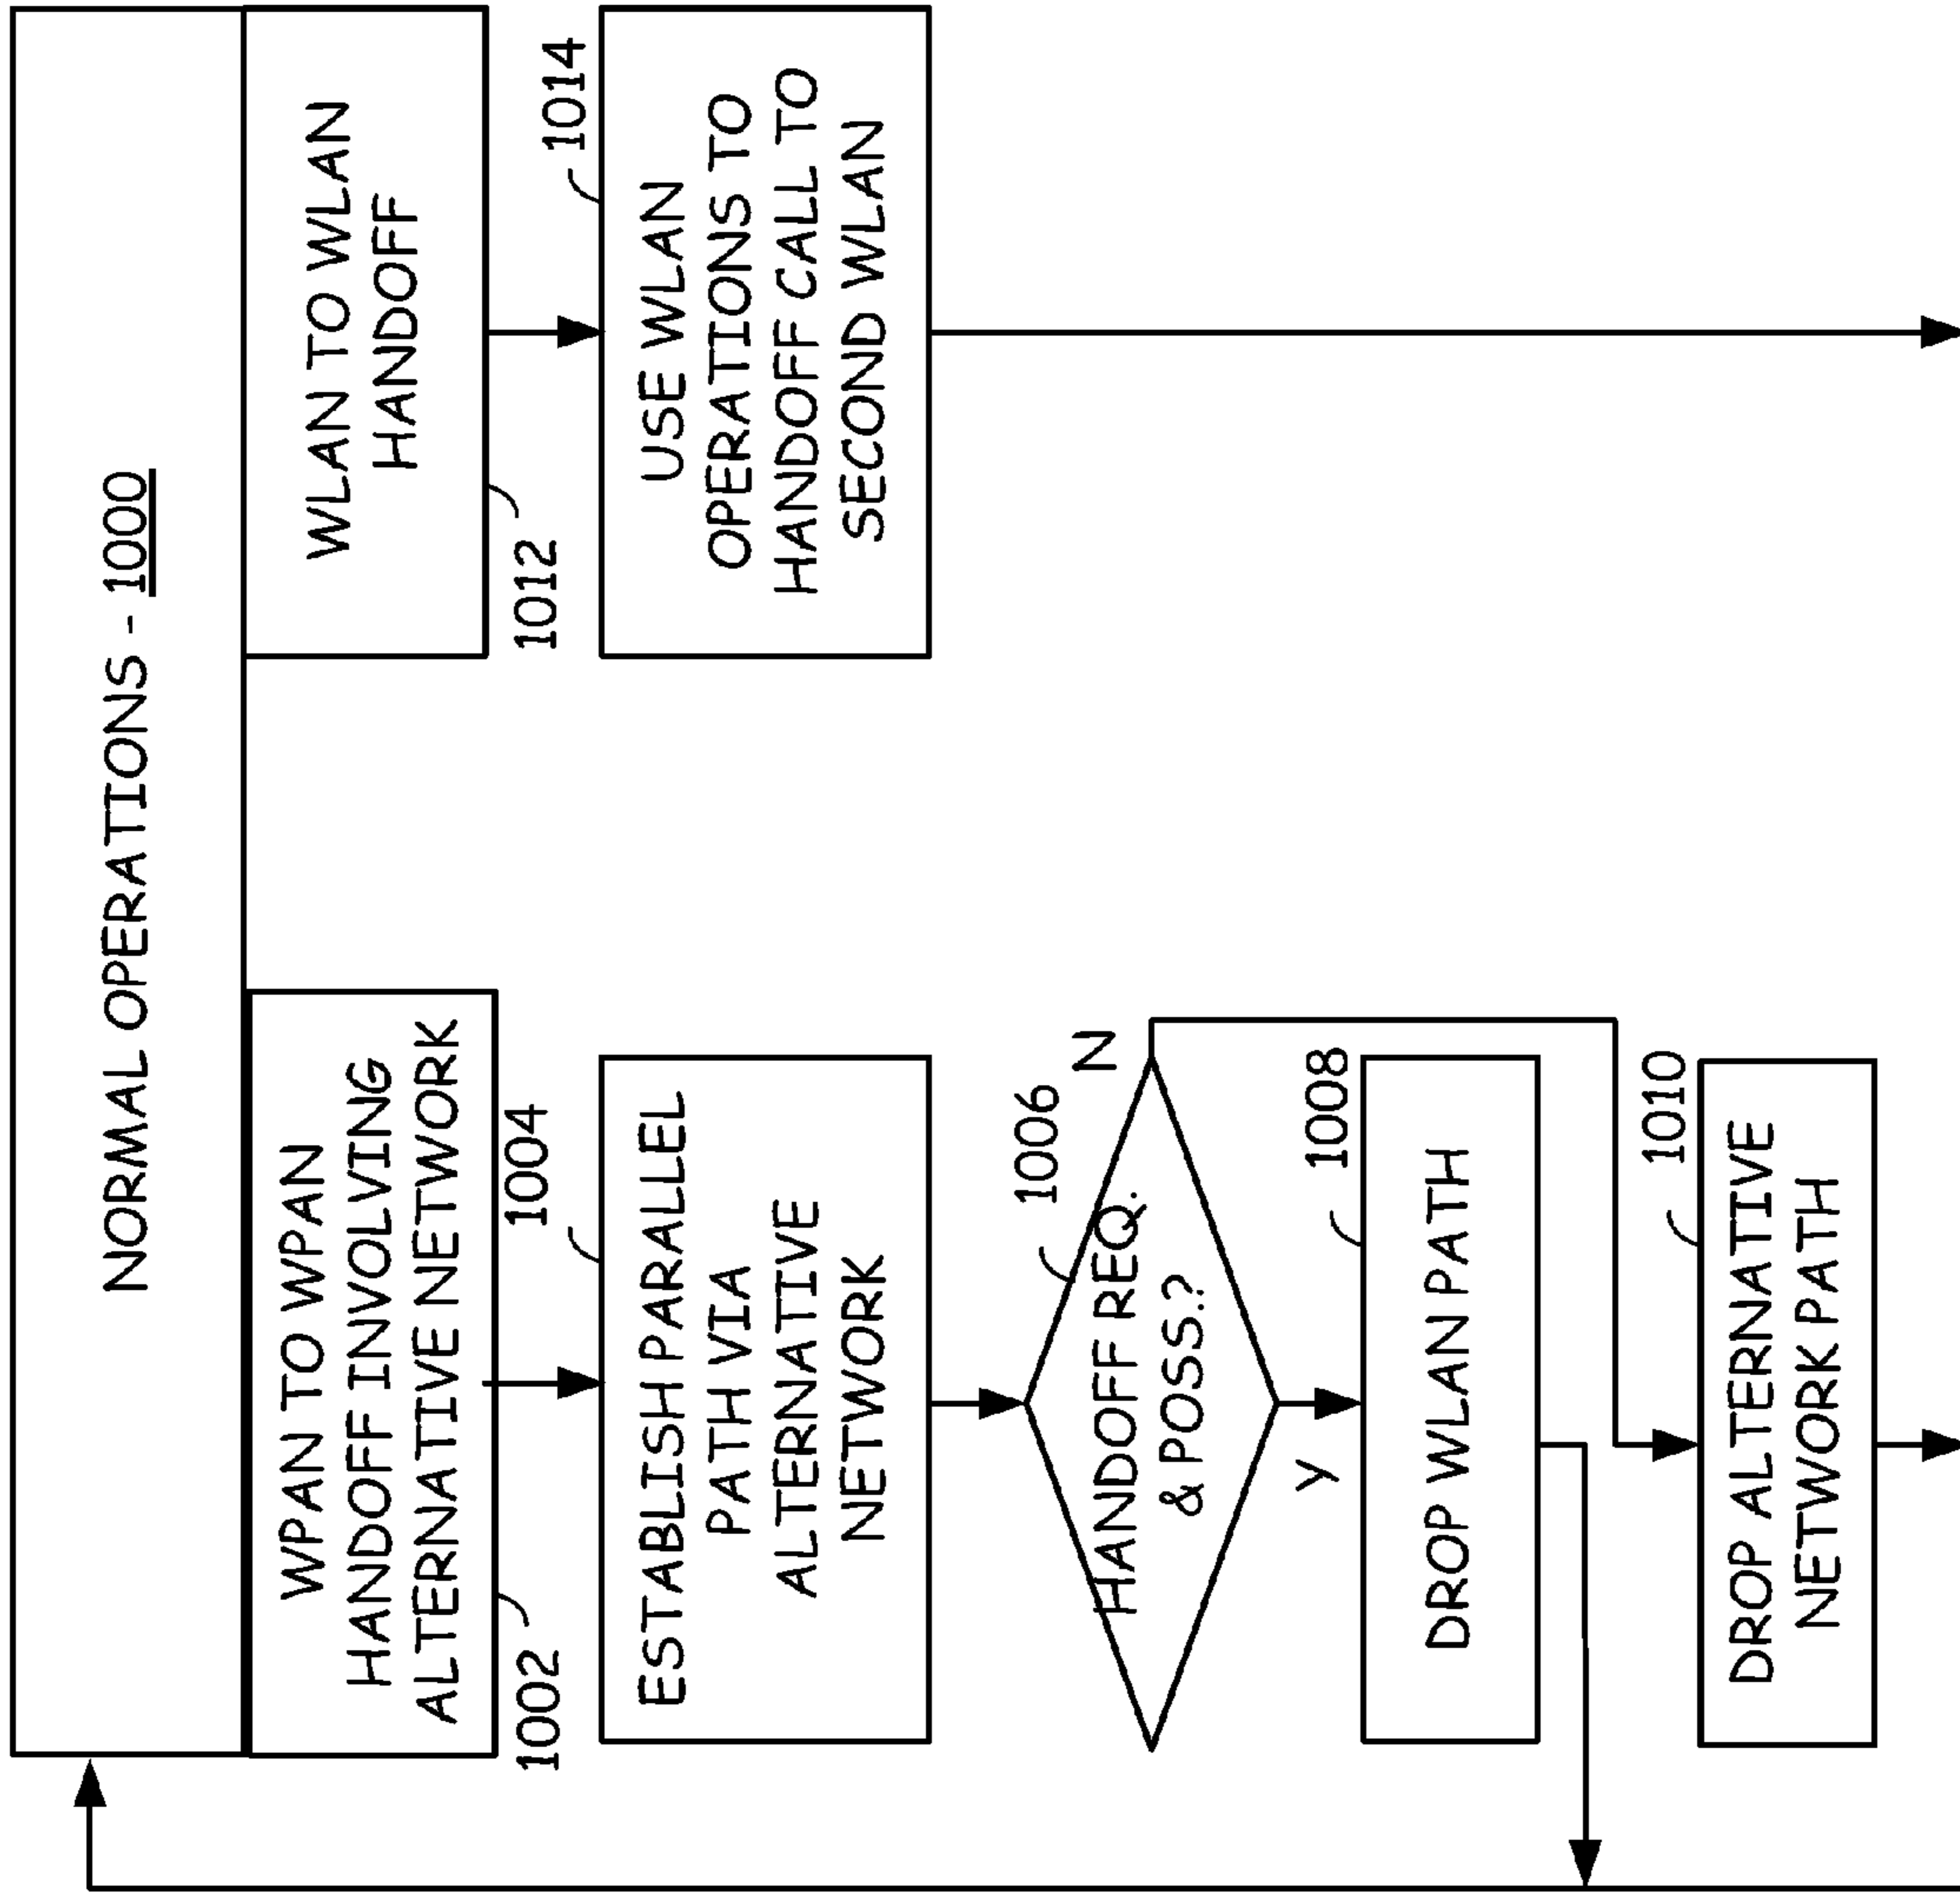 NORMAL OPERATIONS - 1000
WPAN TO WPAN
HANDOFF INVOLVING
ALTERNATIVE NETWORK
1002
1004
ESTABLISH PARALLEL
PATH VIA
ALTERNATIVE
NETWORK
1006
N
HANDOFF REQ.
& POSS.?
Y
1008
DROP WLAN PATH
1010
DROP ALTERNATIVE
NETWORK PATH
WLAN TO WLAN
HANDOFF
1012
1014
USE WLAN
OPERATIONS TO
HANDOFF CALL TO
SECOND WLAN